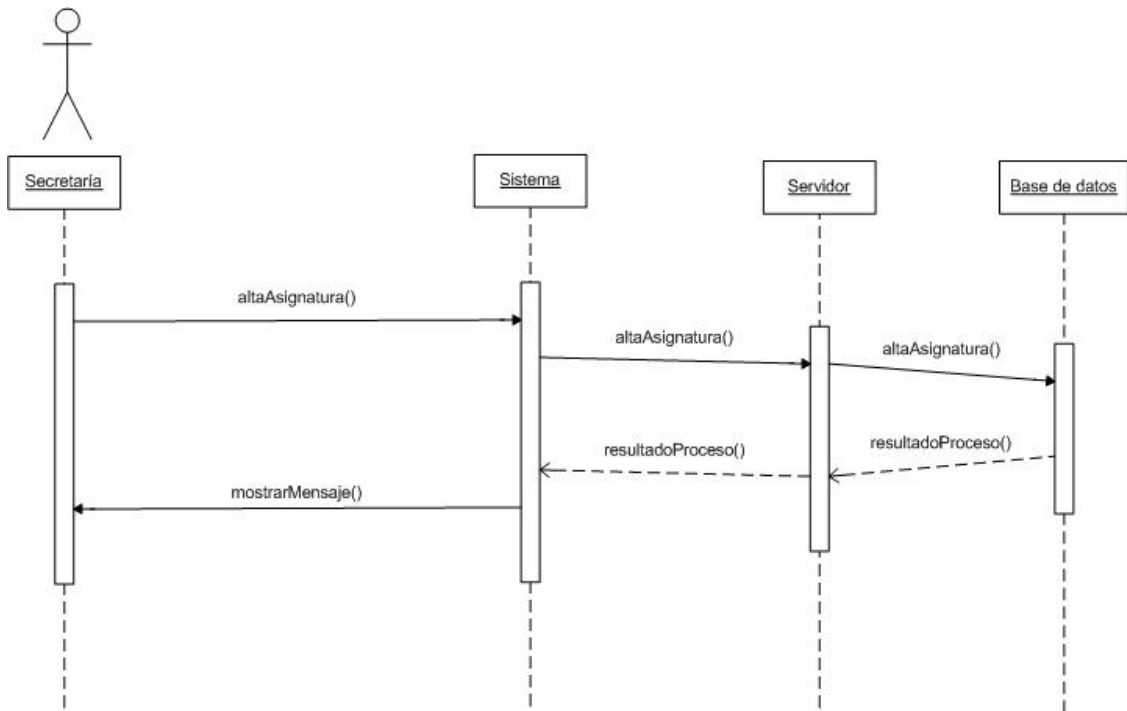 Secretaría
Sistema
Servidor
Base de datos
altaAsignatura()
altaAsignatura()
altaAsignatura()
resultadoProceso()
resultadoProceso()
mostrarMensaje()